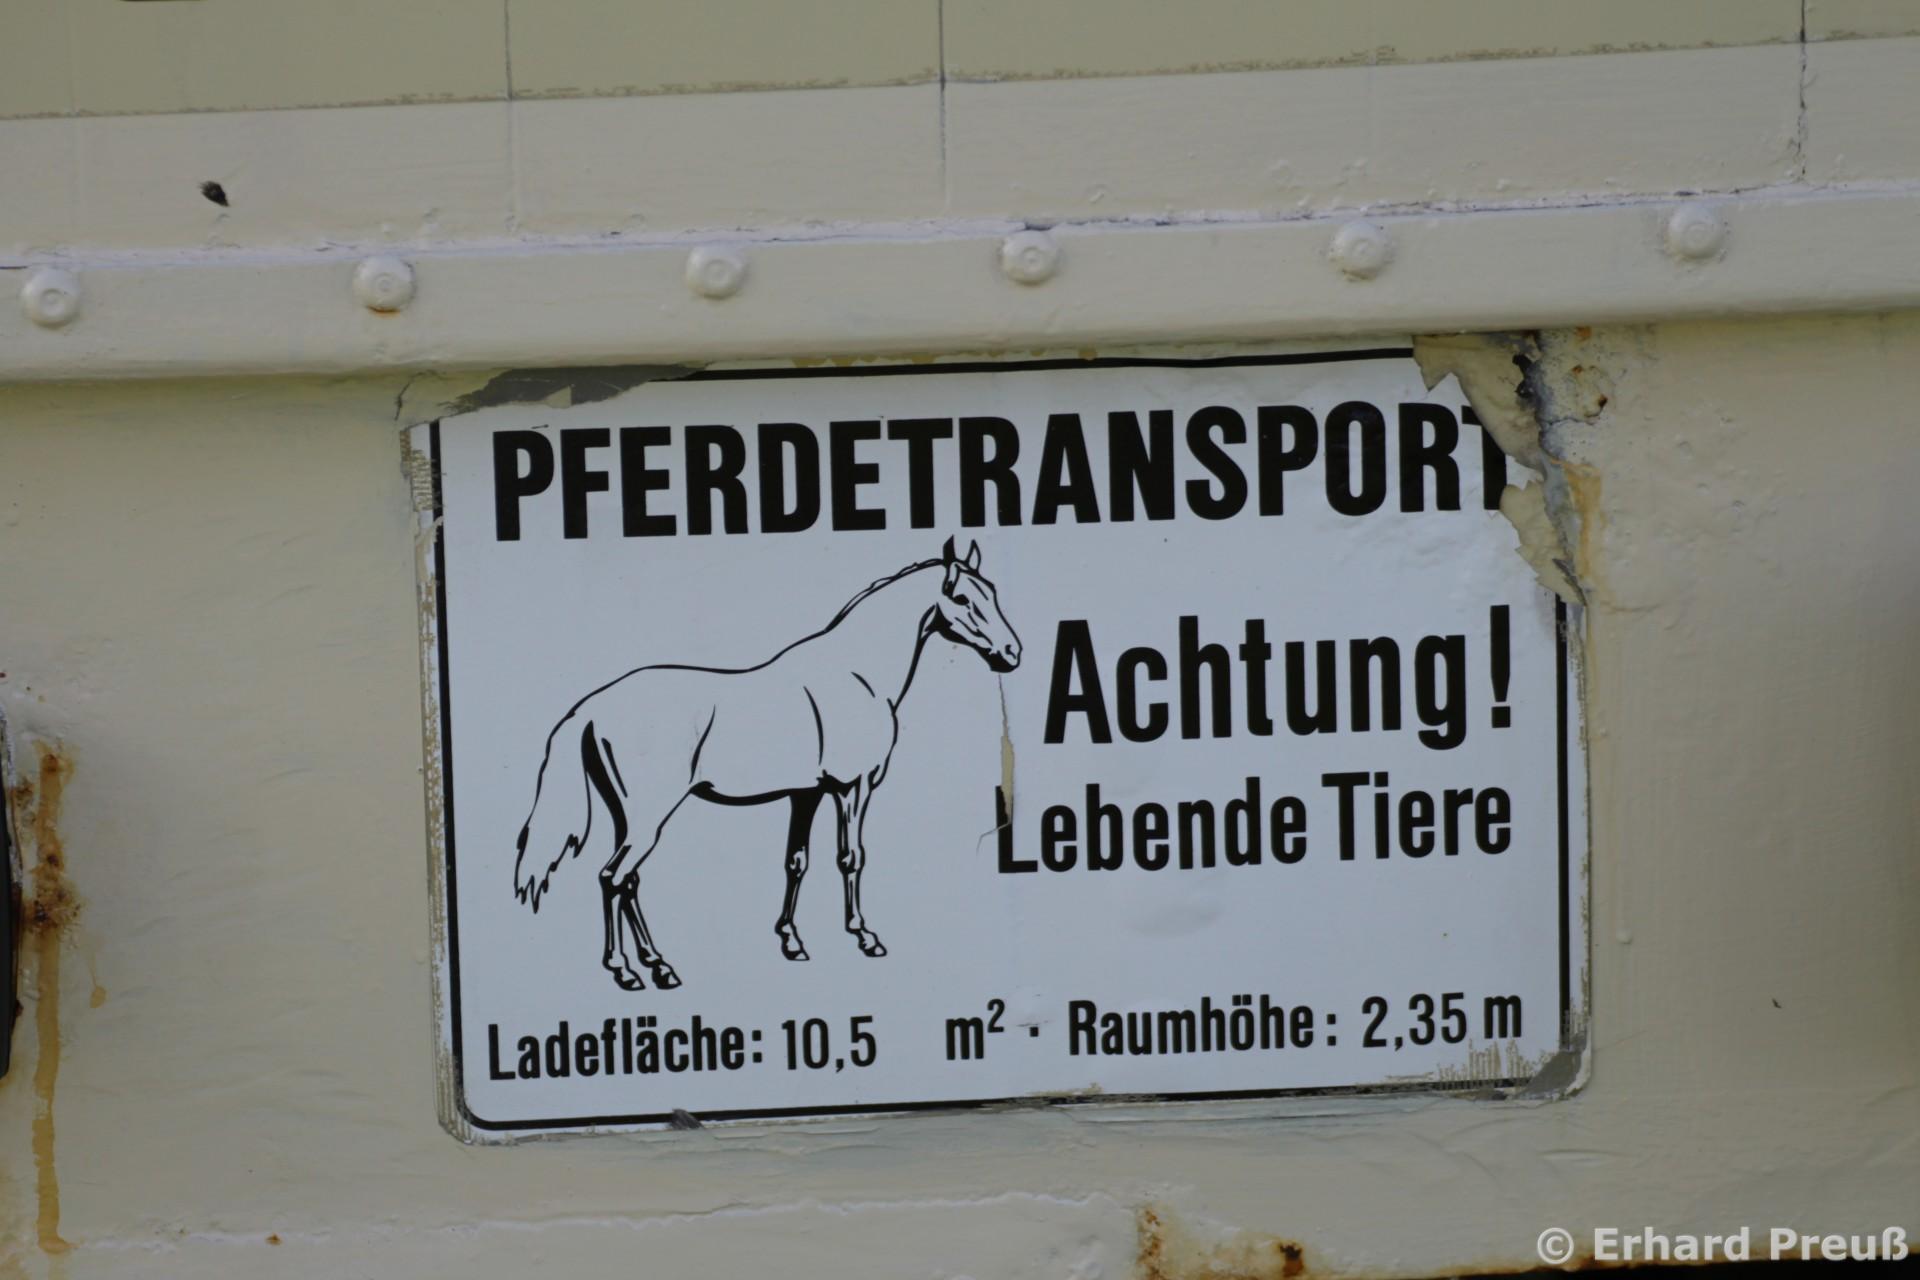 PFERDETRANSPORT
Achtung!
Lebende Tiere
Ladefläche: 10,5 m² · Raumhöhe: 2,35 m
© Erhard Preuß